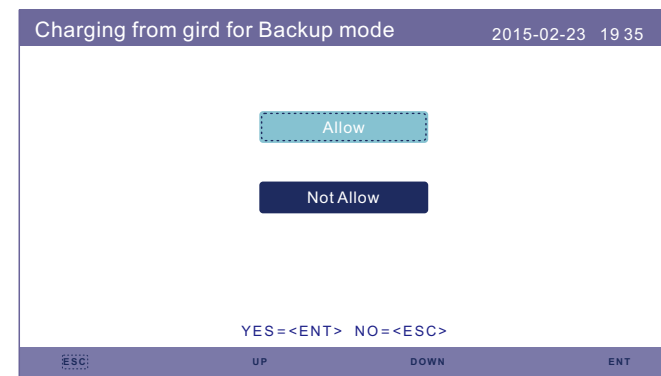 Charging from gird for Backup mode 2015-02-23 19 35
Allow
Not Allow
YES=<ENT> NO=<ESC>
ESC UP DOWN ENT